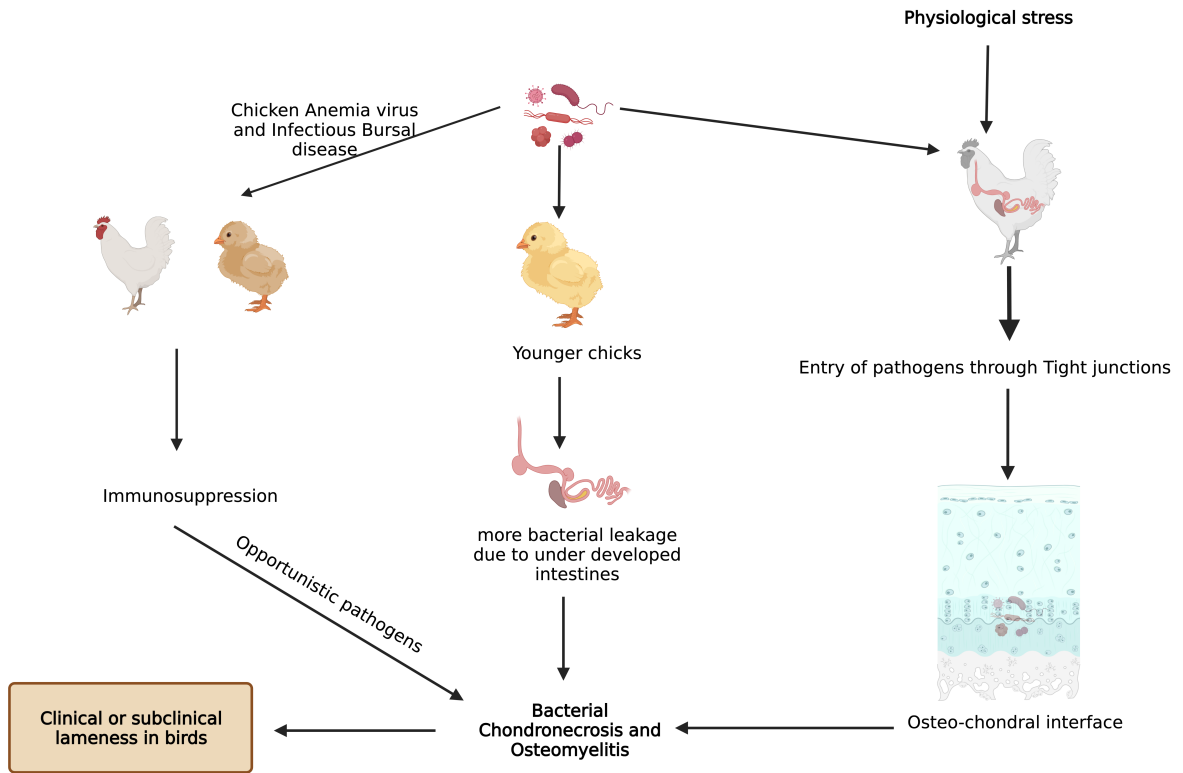 Physiological stress
Chicken Anemia virus
and Infectious Bursal
disease
Younger chicks
Entry of pathogens through Tight junctions
Immunosuppression
more bacterial leakage
due to under developed
intestines
Opportunistic pathogens
Bacterial
Chondronecrosis and
Osteomyelitis
Osteo-chondral interface
Clinical or subclinical
lameness in birds